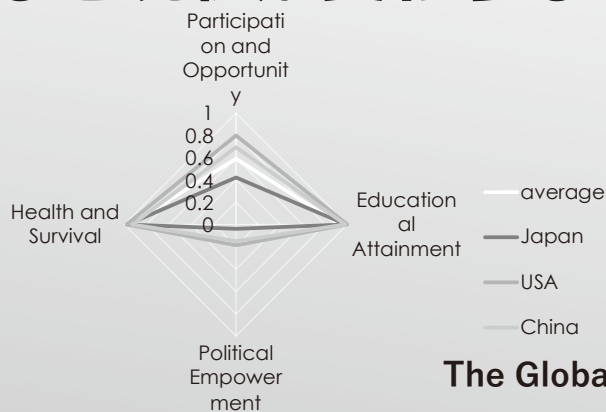 Participati
on and
Opportunit
y
1
0.8
0.6
0.4
0.2
0
Health and
Survival
Education
al
Attainment
Political
Empower
ment
average
Japan
USA
China
The Globa